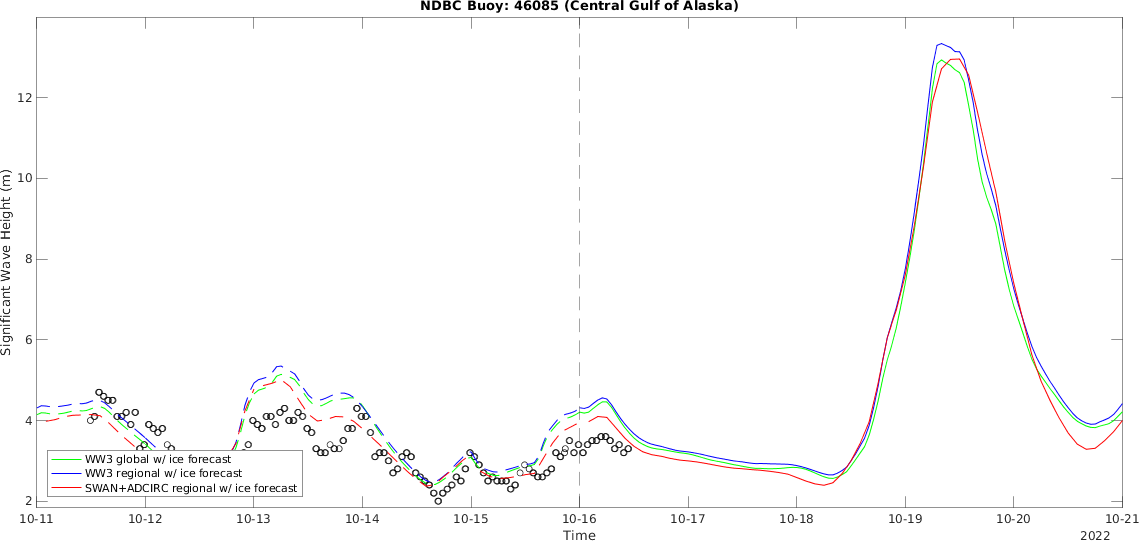 NDBC Buoy: 46085 (Central Gulf of Alaska)
Significant Wave Height (m)
12
10
8
6
4
2
WW3 global w/ ice forecast
WW3 regional w/ ice forecast
SWAN+ADCIRC regional w/ ice forecast
10-11 10-12 10-13 10-14 10-15 10-16 10-17 10-18 10-19 10-20 10-21
Time
2022